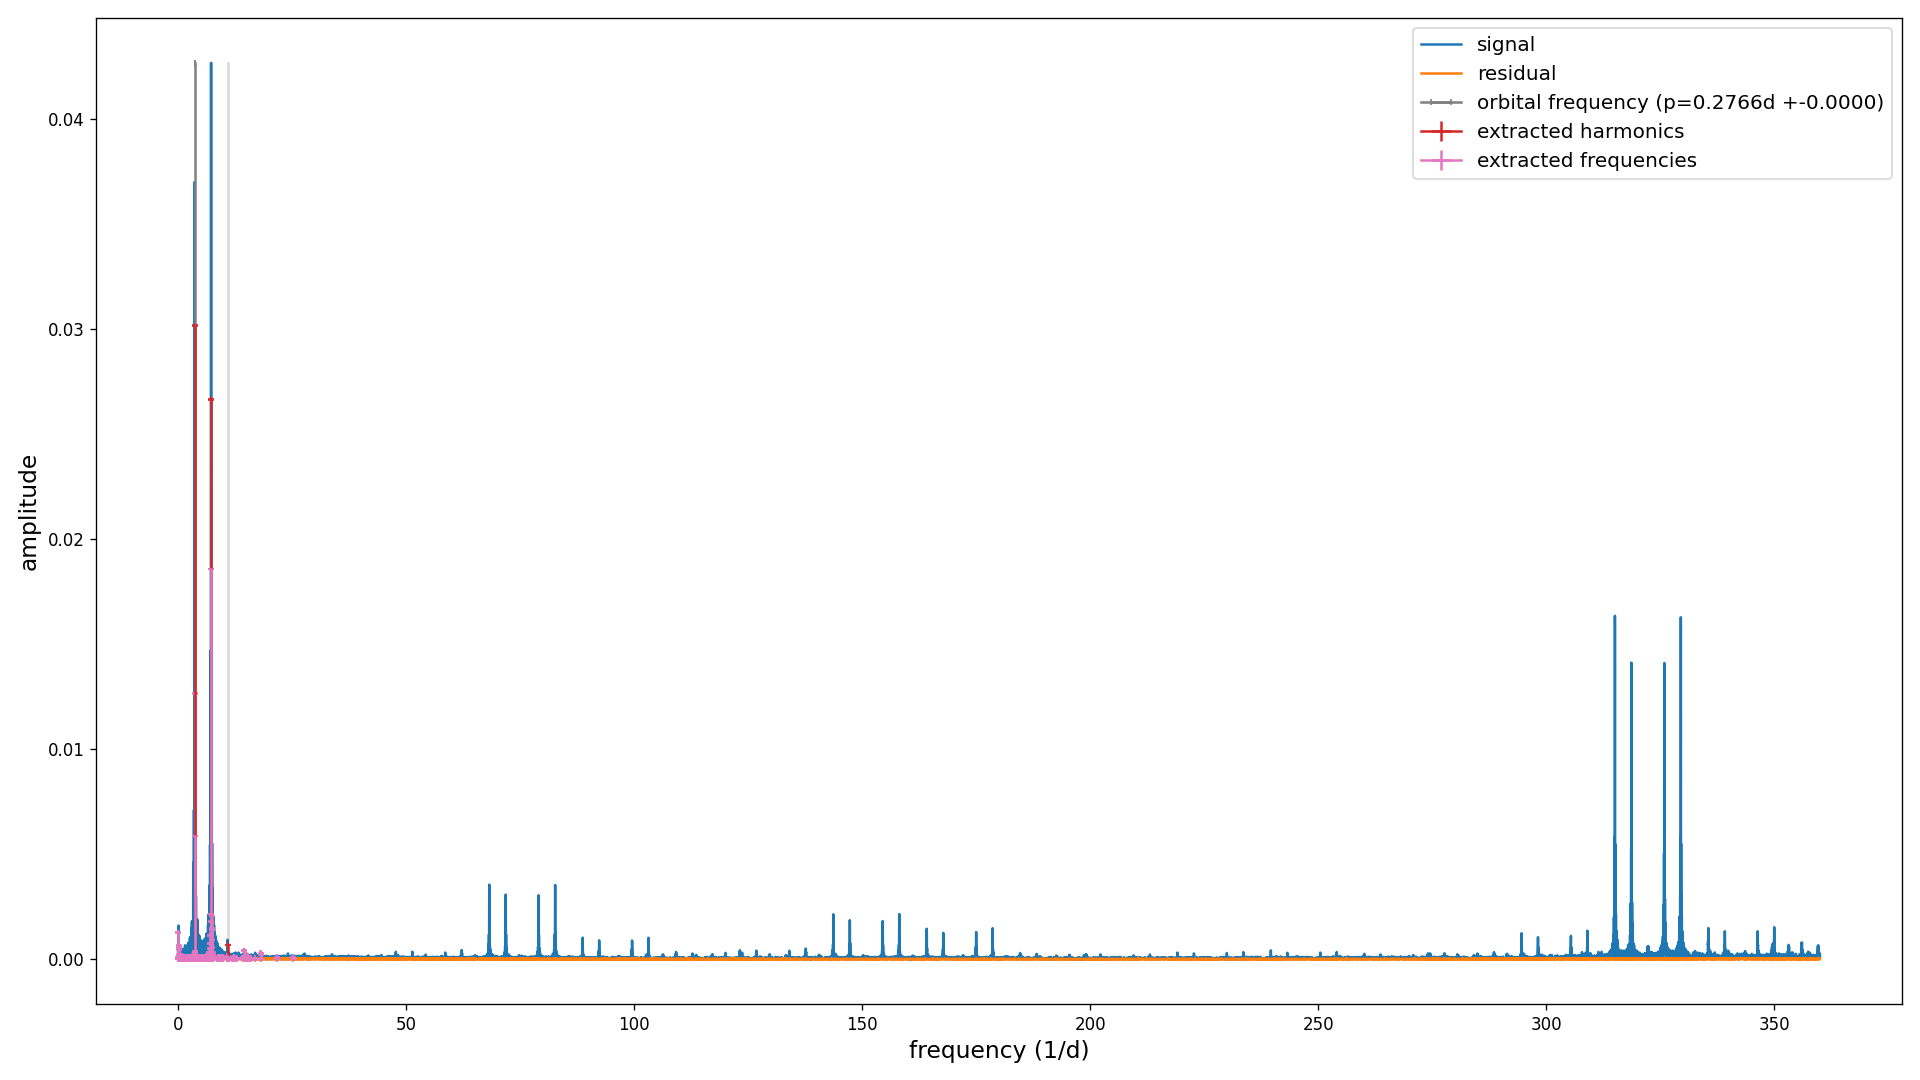 signal
residual
orbital frequency (p=0.2766d +-0.0000)
extracted harmonics
extracted frequencies
amplitude
0.04
0.03
0.02
0.01
0.00
0 50 100 150 200 250 300 350
frequency (1/d)